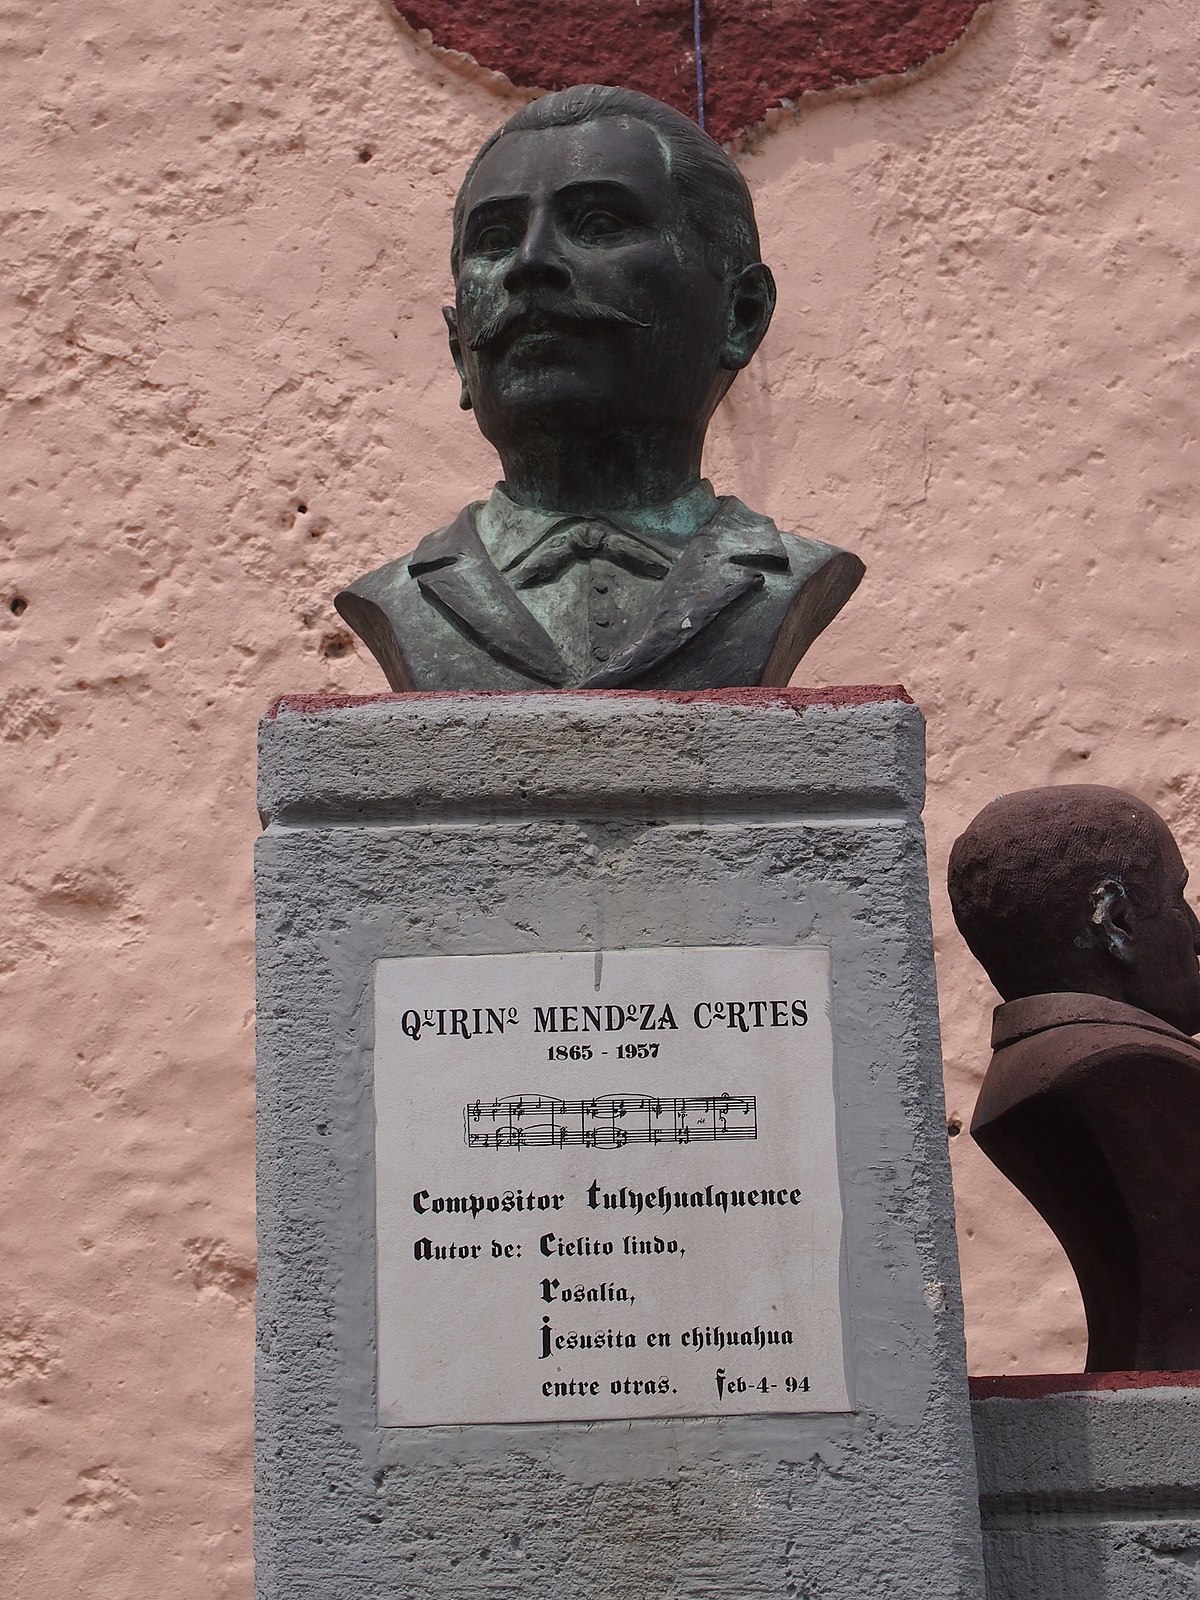 QUIRINO MENDOZA CORTES
1865 - 1957
Compositor tulyehualquence
Autor de: Cielito lindo,
rosalía,
jesusita en chihuahua
entre otras. feb-4-94